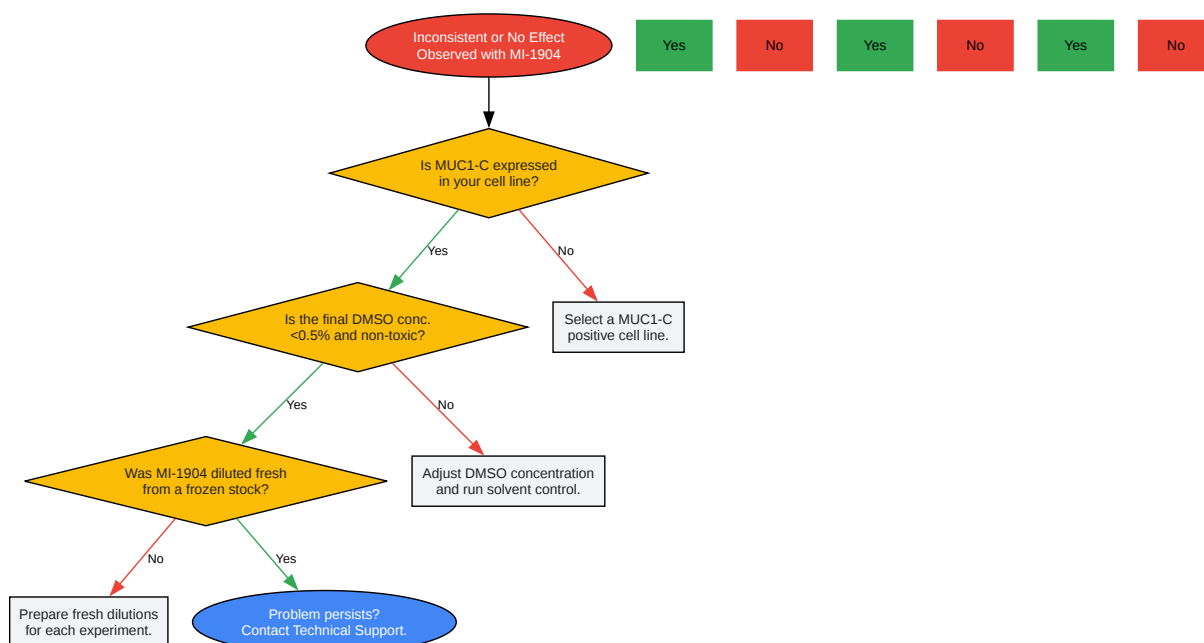 Inconsistent or No Effect
Observed with MI-1904
Yes
No
Yes
No
Yes
No
Is MUC1-C expressed
in your cell line?
Yes
No
Is the final DMSO conc.
<0.5% and non-toxic?
Select a MUC1-C
positive cell line.
Yes
No
Was MI-1904 diluted fresh
from a frozen stock?
Adjust DMSO concentration
and run solvent control.
No
Yes
Prepare fresh dilutions
for each experiment.
Problem persists?
Contact Technical Support.